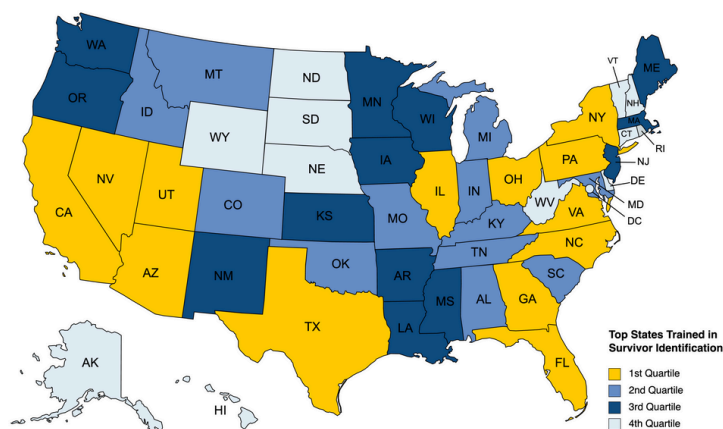 WA
MT
ND
MN
VT
ME
OR
ID
SD
WI
MI
NY
NH
MA
CT
RI
WY
IA
PA
NJ
NV
UT
NE
IL
IN
OH
DE
CA
CO
KS
MO
WV
VA
MD
DC
KY
AZ
NM
OK
AR
TN
NC
SC
TX
LA
MS
AL
GA
FL
AK
HI
Top States Trained in
Survivor Identification
1st Quartile
2nd Quartile
3rd Quartile
4th Quartile